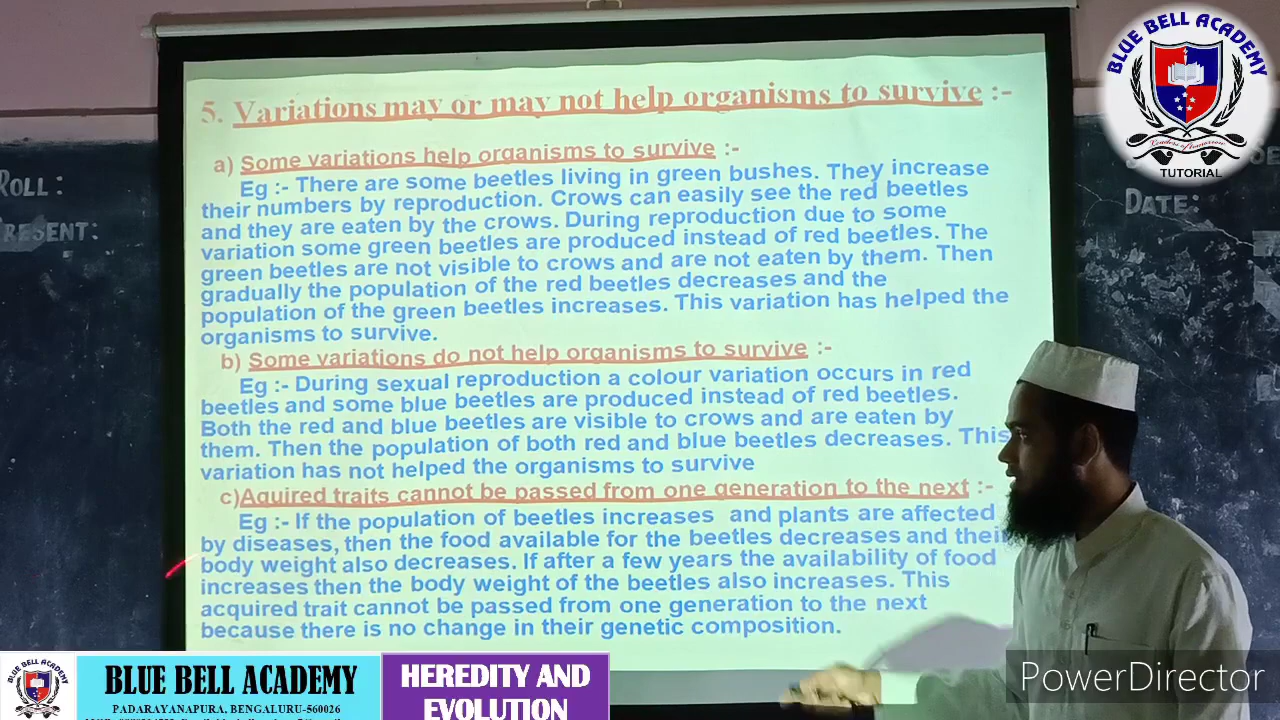 BLUE BELL ACADEMY
Leaders of tomorrow
TUTORIAL
ROLL:
PRESENT:
DATE:
5. Variations may or may not help organisms to survive :-
a) Some variations help organisms to survive :-
Eg :- There are some beetles living in green bushes. They increase
their numbers by reproduction. Crows can easily see the red beetles
and they are eaten by the crows. During reproduction due to some
variation some green beetles are produced instead of red beetles. The
green beetles are not visible to crows and are not eaten by them. Then
gradually the population of the red beetles decreases and the
population of the green beetles increases. This variation has helped the
organisms to survive.
b) Some variations do not help organisms to survive :-
Eg :- During sexual reproduction a colour variation occurs in red
beetles and some blue beetles are produced instead of red beetles.
Both the red and blue beetles are visible to crows and are eaten by
them. Then the population of both red and blue beetles decreases. This
variation has not helped the organisms to survive
c)Aquired traits cannot be passed from one generation to the next :-
Eg :- If the population of beetles increases and plants are affected
by diseases, then the food available for the beetles decreases and their
body weight also decreases. If after a few years the availability of food
increases then the body weight of the beetles also increases. This
acquired trait cannot be passed from one generation to the next
because there is no change in their genetic composition.
BLUE BELL ACADEMY
TUTORIAL
BLUE BELL ACADEMY
PADARAYANAPURA, BENGALURU-560026
HEREDITY AND
EVOLUTION
PowerDirector